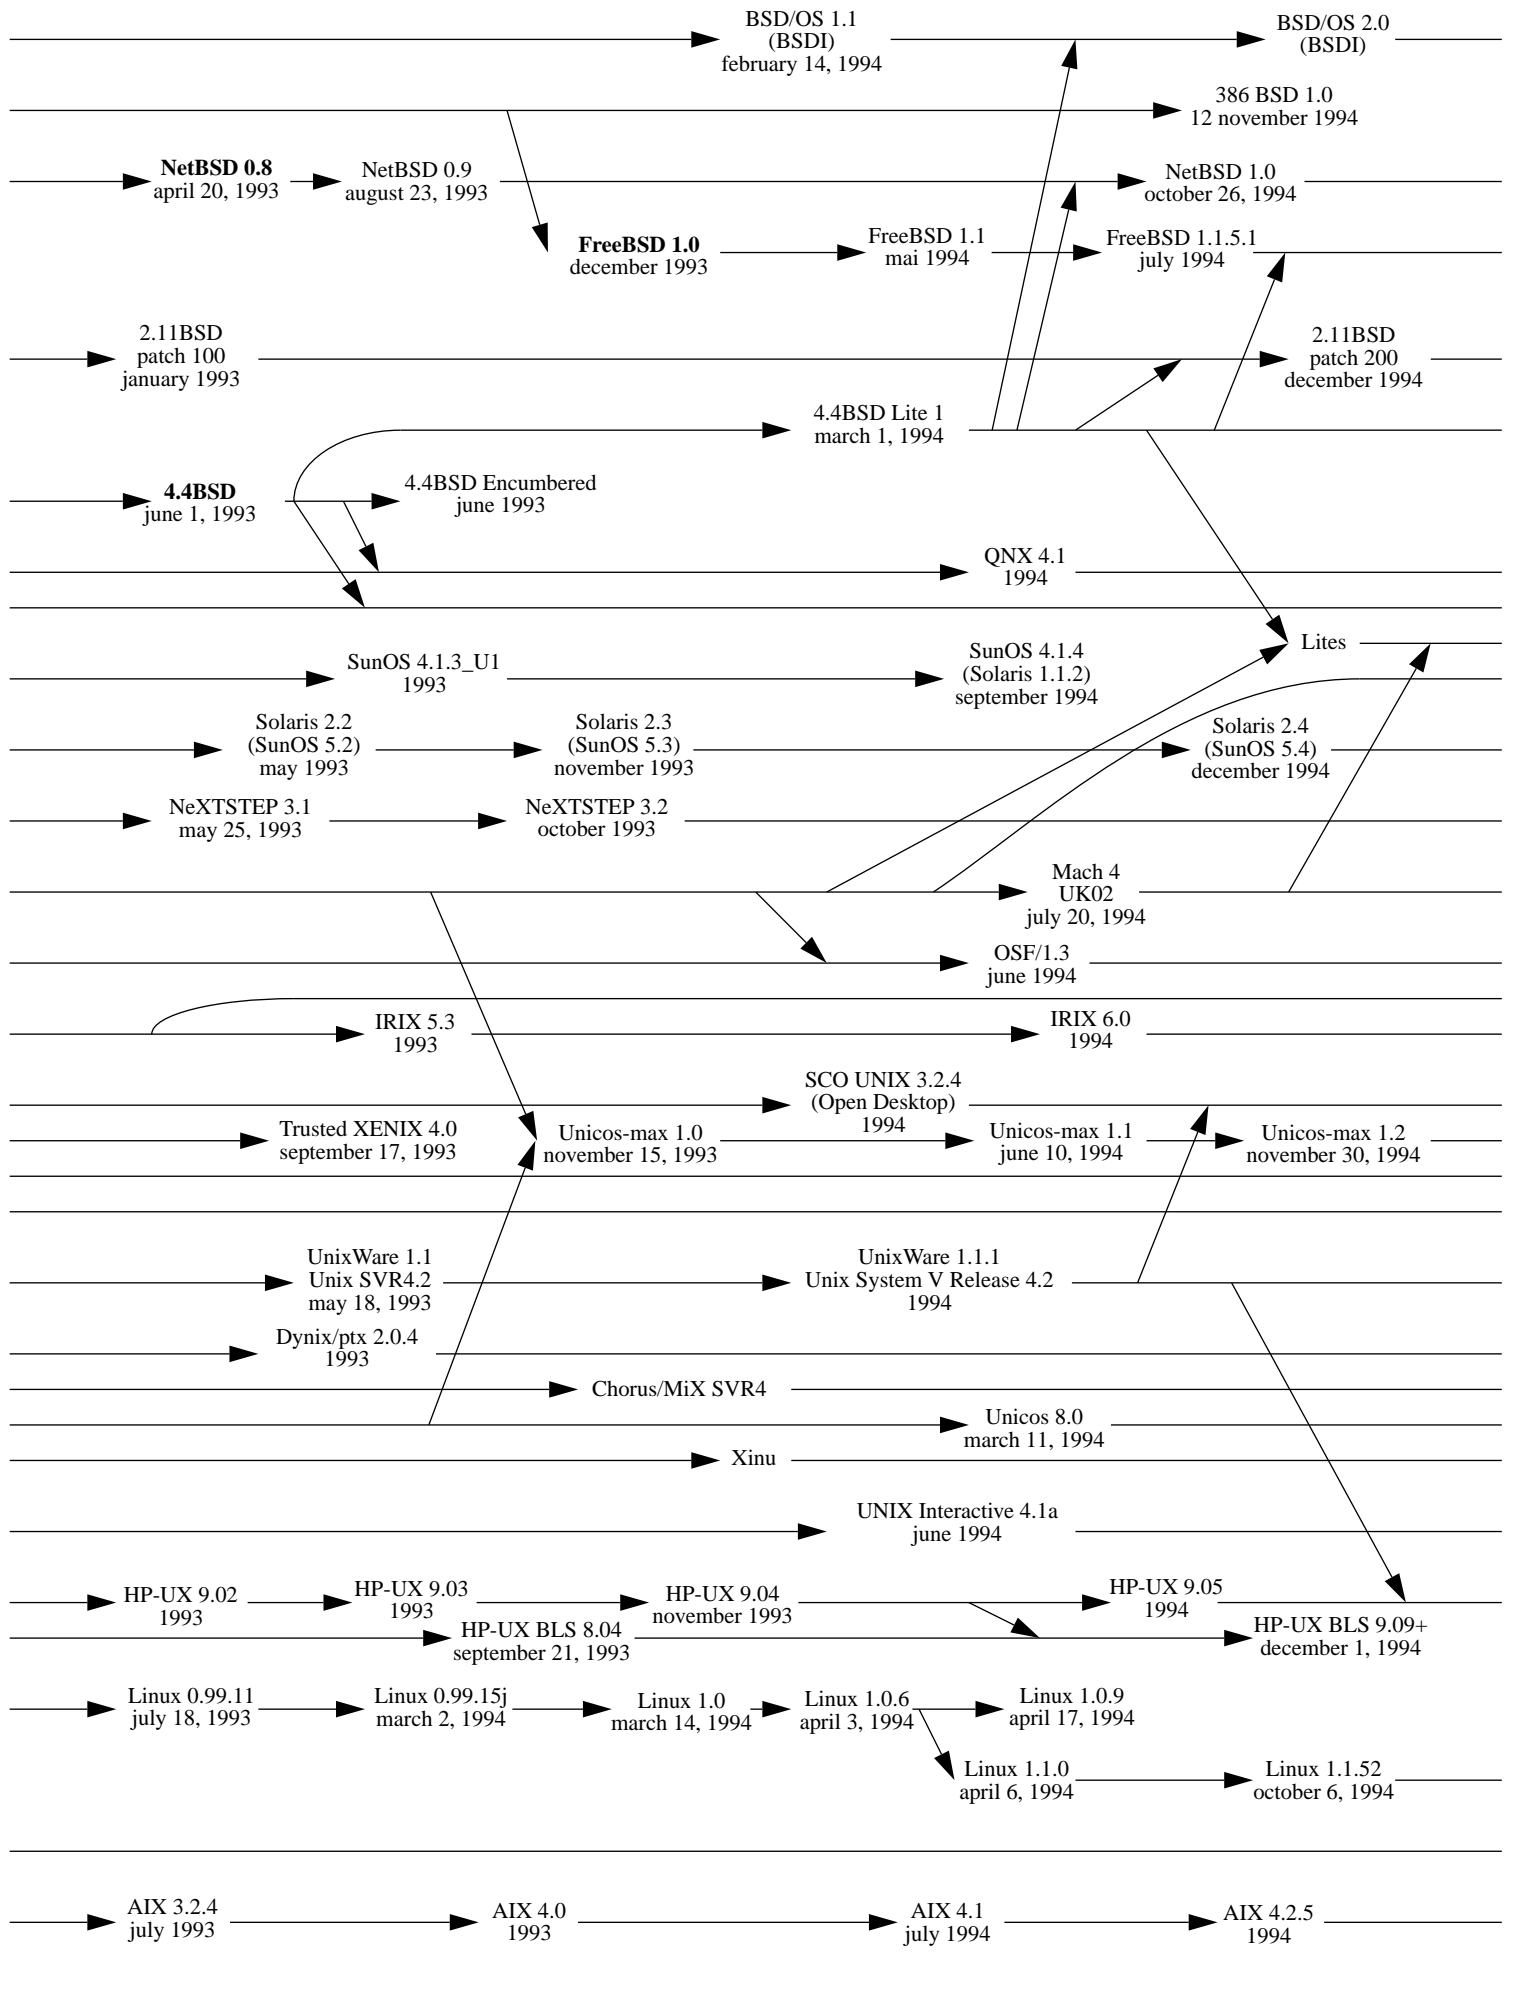 BSD/OS 1.1
(BSDI)
february 14, 1994
BSD/OS 2.0
(BSDI)
386 BSD 1.0
12 november 1994
NetBSD 0.8
april 20, 1993
NetBSD 0.9
august 23, 1993
NetBSD 1.0
october 26, 1994
FreeBSD 1.0
december 1993
FreeBSD 1.1
mai 1994
FreeBSD 1.1.5.1
july 1994
2.11BSD
patch 100
january 1993
2.11BSD
patch 200
december 1994
4.4BSD Lite 1
march 1, 1994
4.4BSD
june 1, 1993
4.4BSD Encumbered
june 1993
QNX 4.1
1994
Lites
SunOS 4.1.3_U1
1993
SunOS 4.1.4
(Solaris 1.1.2)
september 1994
Solaris 2.2
(SunOS 5.2)
may 1993
Solaris 2.3
(SunOS 5.3)
november 1993
Solaris 2.4
(SunOS 5.4)
december 1994
NeXTSTEP 3.1
may 25, 1993
NeXTSTEP 3.2
october 1993
Mach 4
UK02
july 20, 1994
OSF/1.3
june 1994
IRIX 5.3
1993
IRIX 6.0
1994
SCO UNIX 3.2.4
(Open Desktop)
1994
Trusted XENIX 4.0
september 17, 1993
Unicos-max 1.0
november 15, 1993
Unicos-max 1.1
june 10, 1994
Unicos-max 1.2
november 30, 1994
UnixWare 1.1
Unix SVR4.2
may 18, 1993
UnixWare 1.1.1
Unix System V Release 4.2
1994
Dynix/ptx 2.0.4
1993
Chorus/MiX SVR4
Unicos 8.0
march 11, 1994
Xinu
UNIX Interactive 4.1a
june 1994
HP-UX 9.02
1993
HP-UX 9.03
1993
HP-UX 9.04
november 1993
HP-UX 9.05
1994
HP-UX BLS 8.04
september 21, 1993
HP-UX BLS 9.09+
december 1, 1994
Linux 0.99.11
july 18, 1993
Linux 0.99.15j
march 2, 1994
Linux 1.0
march 14, 1994
Linux 1.0.6
april 3, 1994
Linux 1.0.9
april 17, 1994
Linux 1.1.0
april 6, 1994
Linux 1.1.52
october 6, 1994
AIX 3.2.4
july 1993
AIX 4.0
1993
AIX 4.1
july 1994
AIX 4.2.5
1994